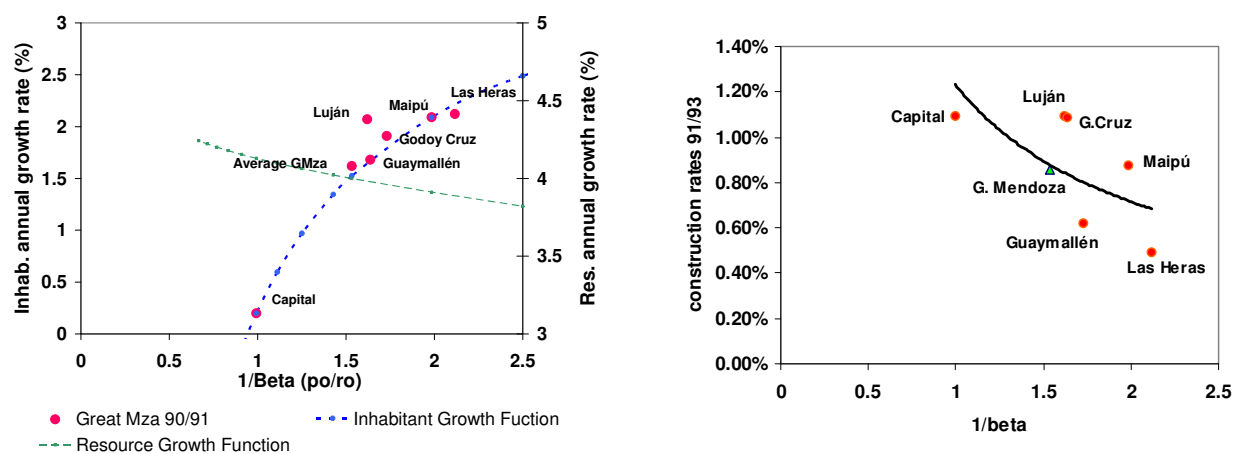 3
2.5
2
1.5
1
0.5
0
5
4.5
4
3.5
3
Inhab. annual growth rate (%)
Res. annual growth rate (%)
Las Heras
Maipú
Luján
Godoy Cruz
Average GMza
Guaymallén
Capital
0 0.5 1 1.5 2 2.5
1/Beta (po/ro)
Great Mza 90/91
Inhabitant Growth Fuction
Resource Growth Function
1.40%
1.20%
1.00%
0.80%
0.60%
0.40%
0.20%
0.00%
construction rates 91/93
Luján
Capital
G.Cruz
Maipú
G. Mendoza
Guaymallén
Las Heras
0 0.5 1 1.5 2 2.5
1/beta